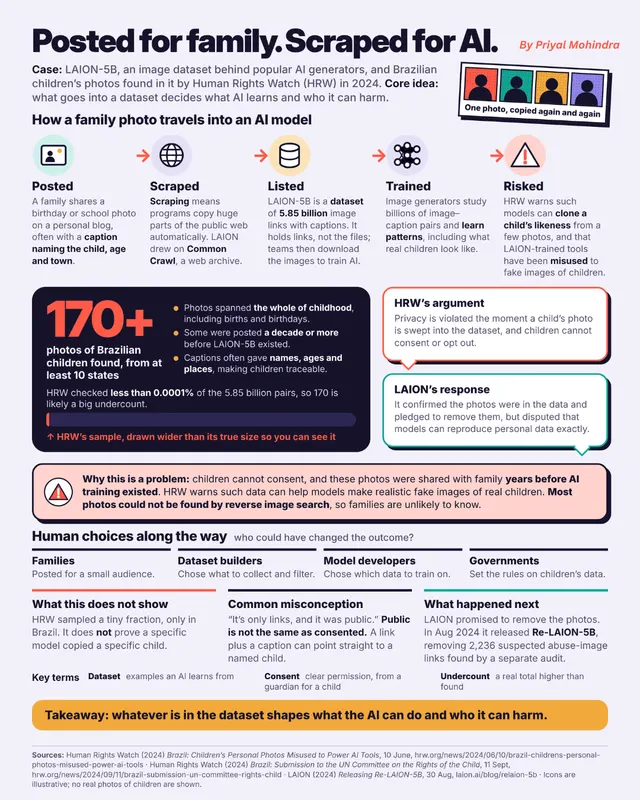 Posted for family. Scraped for AI.
By Priyal Mohindra
Case: LAION-5B, an image dataset behind popular AI generators, and Brazilian
children's photos found in it by Human Rights Watch (HRW) in 2024. Core idea:
what goes into a dataset decides what AI learns and who it can harm.
One photo, copied again and again
How a family photo travels into an AI model
Posted
A family shares a
birthday or school photo
on a personal blog,
often with a caption
naming the child, age
and town.
Scraped
Scraping means
programs copy huge
parts of the public web
automatically. LAION
drew on Common
Crawl, a web archive.
Listed
LAION-5B is a dataset
of 5.85 billion image
links with captions. It
holds links, not the files;
teams then download
the images to train AI.
Trained
Image generators study
billions of image–
caption pairs and learn
patterns, including what
real children look like.
Risked
HRW warns such
models can clone a
child's likeness from a
few photos, and that
LAION-trained tools
have been misused to
fake images of children.
170+
photos of Brazilian
children found, from at
least 10 states
Photos spanned the whole of childhood,
including births and birthdays.
Some were posted a decade or more
before LAION-5B existed.
Captions often gave names, ages and
places, making children traceable.
HRW checked less than 0.0001% of the 5.85 billion pairs, so 170 is
likely a big undercount.
↑ HRW's sample, drawn wider than its true size so you can see it
HRW's argument
Privacy is violated the moment a child's photo
is swept into the dataset, and children cannot
consent or opt out.
LAION's response
It confirmed the photos were in the data and
pledged to remove them, but disputed that
models can reproduce personal data exactly.
Why this is a problem: children cannot consent, and these photos were shared with family years before AI
training existed. HRW warns such data can help models make realistic fake images of real children. Most
photos could not be found by reverse image search, so families are unlikely to know.
Human choices along the way who could have changed the outcome?
Families
Posted for a small audience.
Dataset builders
Chose what to collect and filter.
Model developers
Chose which data to train on.
Governments
Set the rules on children's data.
What this does not show
HRW sampled a tiny fraction, only in
Brazil. It does not prove a specific
model copied a specific child.
Common misconception
"It's only links, and it was public." Public
is not the same as consented. A link
plus a caption can point straight to a
named child.
What happened next
LAION promised to remove the photos.
In Aug 2024 it released Re-LAION-5B,
removing 2,236 suspected abuse-image
links found by a separate audit.
Key terms
Dataset examples an AI learns from
Consent clear permission, from a
guardian for a child
Undercount a real total higher than
found
Takeaway: whatever is in the dataset shapes what the AI can do and who it can harm.
Sources: Human Rights Watch (2024) Brazil: Children's Personal Photos Misused to Power AI Tools, 10 June, hrw.org/news/2024/06/10/brazil-childrens-personal-
photos-misused-power-ai-tools · Human Rights Watch (2024) Brazil: Submission to the UN Committee on the Rights of the Child, 11 Sept,
hrw.org/news/2024/09/11/brazil-submission-un-committee-rights-child · LAION (2024) Releasing Re-LAION-5B, 30 Aug, laion.ai/blog/relaion-5b · Icons are
illustrative; no real photos of children are shown.